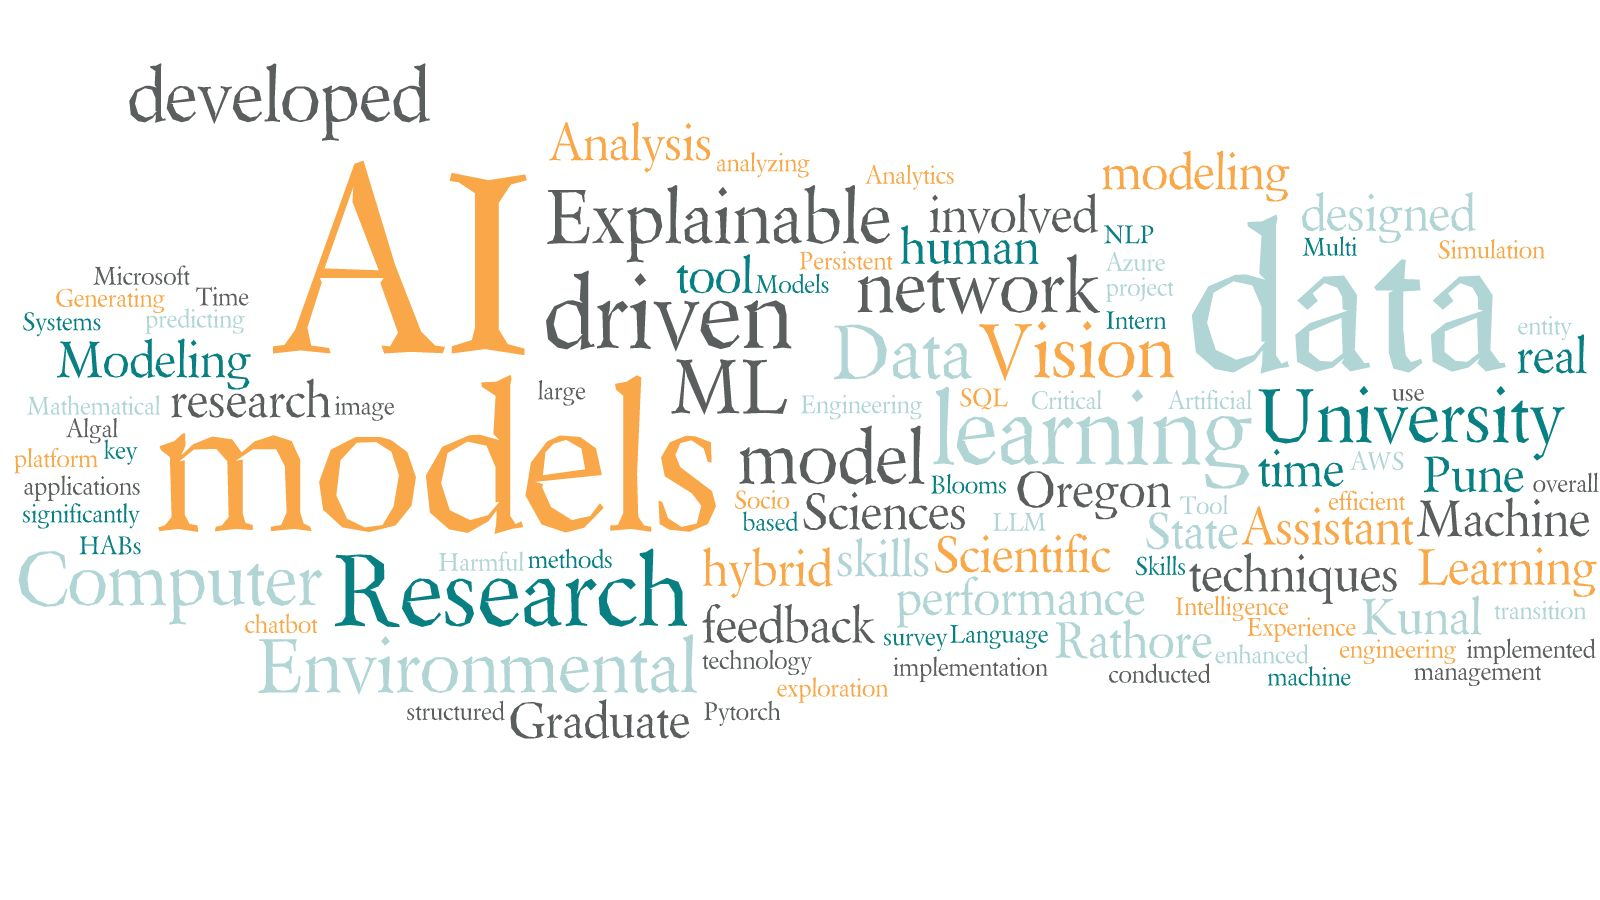 developed
Analysis
analyzing
Analytics
modeling
AI
Explainable
involved
designed
human
NLP
Multi
Simulation
Microsoft
tool
Models
Persistent
network
Azure
data
Generating
Time
driven
project
Systems
predicting
Intern
entity
Modeling
Data
Vision
real
ML
Mathematical
research
image
large
Engineering
SQL
Critical
Artificial
University
use
Algal
models
learning
platform
key
model
time
AWS
Pune
applications
Blooms
Oregon
overall
significantly
Socio
based
Sciences
LLM
Tool
efficient
State
Assistant
Machine
HABs
Computer
Harmful
methods
hybrid
skills
Scientific
Skills
techniques
Learning
Research
performance
Intelligence
Kunal
transition
chatbot
feedback
survey
Language
Rathore
Experience
enhanced
engineering
implemented
Environmental
technology
implementation
conducted
machine
management
exploration
structured
Graduate
Pytorch